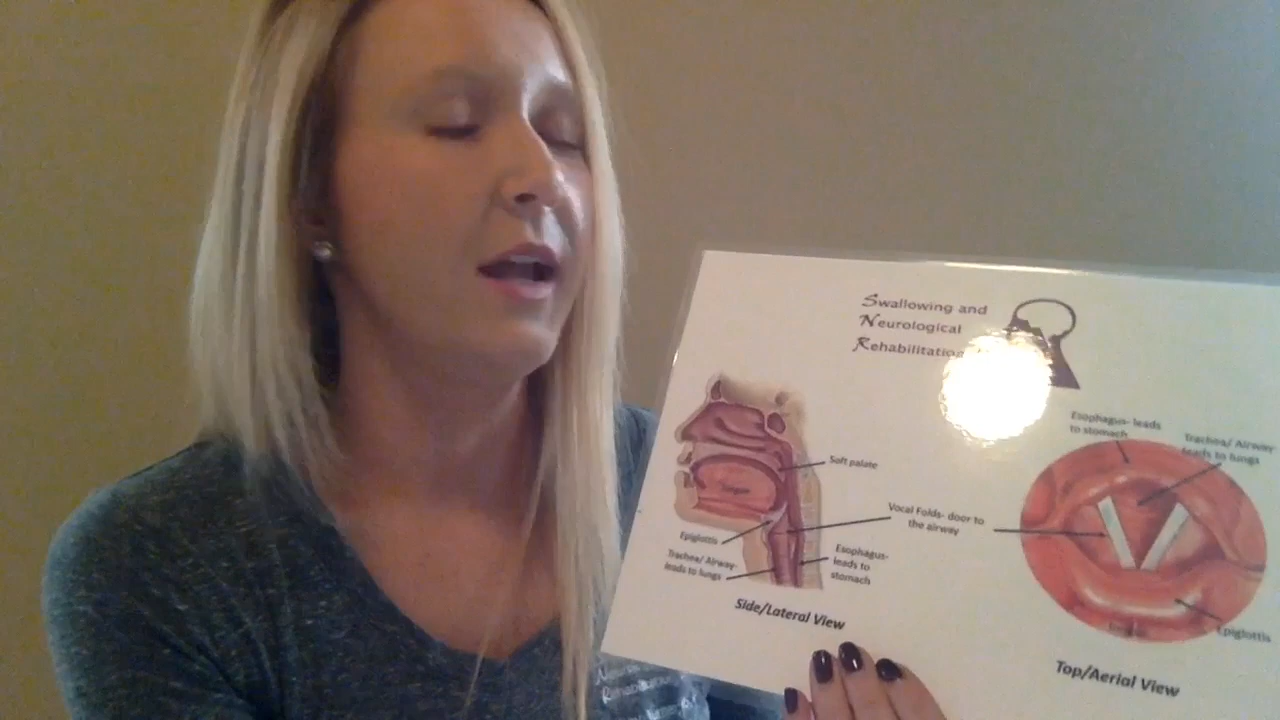 Swallowing and
Neurological
Rehabilitation
Esophagus- leads
to stomach
Trachea/ Airway-
leads to lungs
Soft palate
Tongue
Vocal Folds- door to
the airway
Epiglottis
Trachea/ Airway-
leads to lungs
Esophagus-
leads to
stomach
Epiglottis
Side/Lateral View
Top/Aerial View